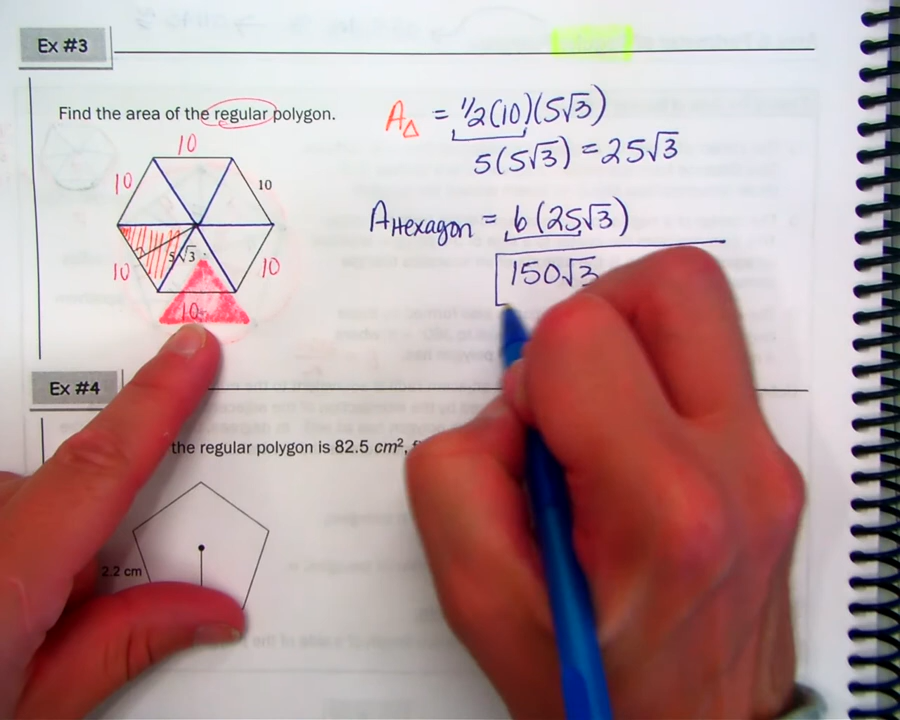 Ex #3
Find the area of the regular polygon.
A△ = 1/2(10)(5√3)
5(5√3) = 25√3
A Hexagon = 6(25√3)
150√3
10
10
10
10
10
5√3
10
Ex #4
the regular polygon is 82.5 cm²,
2.2 cm